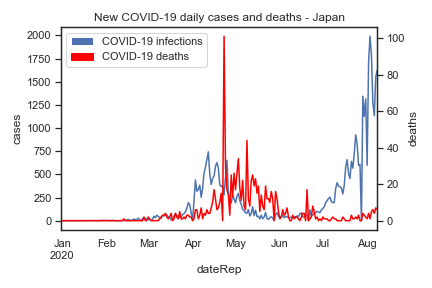 New COVID-19 daily cases and deaths - Japan
COVID-19 infections
COVID-19 deaths
2000
1750
1500
1250
1000
750
500
250
0
cases
100
80
60
40
20
0
deaths
Jan Feb Mar Apr May Jun Jul Aug
2020
dateRep